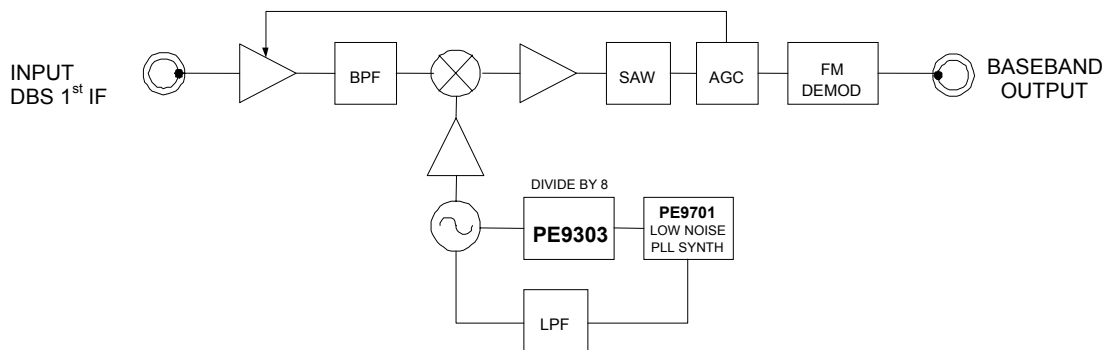 INPUT
DBS 1st IF
BPF
SAW
AGC
FM
DEMOD
BASEBAND
OUTPUT
DIVIDE BY 8
PE9303
PE9701
LOW NOISE
PLL SYNTH
LPF